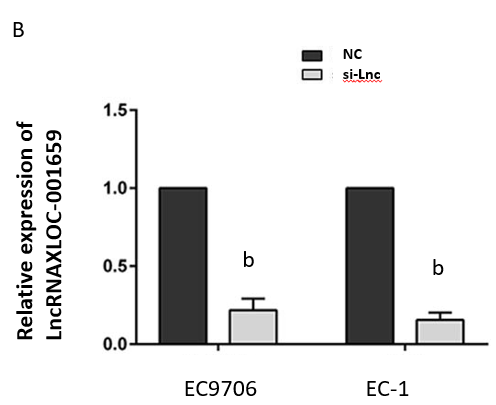 B
NC
si-Lnc
Relative expression of
LncRNAXLOC-001659
1.5
1.0
0.5
0.0
b
b
EC9706
EC-1